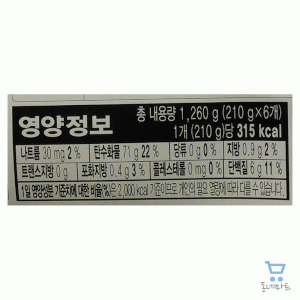 영양정보
총 내용량 1,260 g (210 g×6개)
1개 (210 g)당 315 kcal
나트륨 30 mg 2% 탄수화물 71 g 22% 당류 0 g 0% 지방 0.9 g 2%
트랜스지방 0 g 포화지방 0.4 g 3% 콜레스테롤 0 mg 0% 단백질 6 g 11%
1일 영양성분 기준치에 대한 비율(%)은 2,000 kcal 기준이므로 개인의 필요 열량에 따라 다를 수 있습니다.